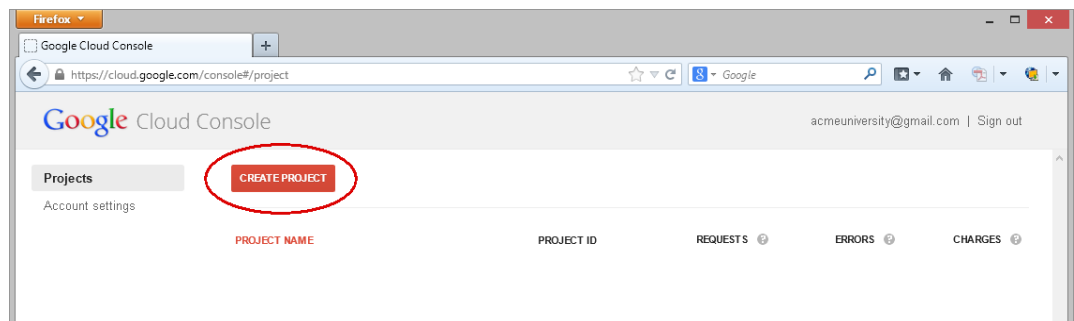 Firefox
Google Cloud Console
https://cloud.google.com/console#/project
Google
Google Cloud Console
acmeuniversity@gmail.com | Sign out
Projects
CREATE PROJECT
Account settings
PROJECT NAME PROJECT ID REQUESTS ? ERRORS ? CHARGES ?